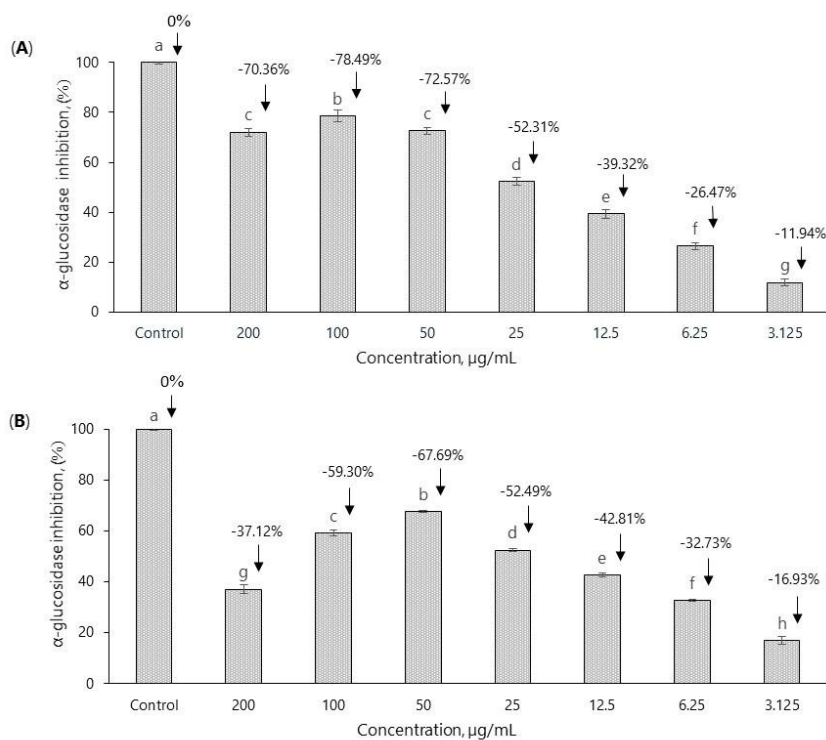 (A)
0%
a
-70.36%
c
-78.49%
b
-72.57%
c
-52.31%
d
-39.32%
e
-26.47%
f
-11.94%
g
α-glucosidase inhibition, (%)
100
80
60
40
20
0
Control 200 100 50 25 12.5 6.25 3.125
Concentration, µg/mL
(B)
0%
a
-37.12%
g
-59.30%
c
-67.69%
b
-52.49%
d
-42.81%
e
-32.73%
f
-16.93%
h
α-glucosidase inhibition, (%)
100
80
60
40
20
0
Control 200 100 50 25 12.5 6.25 3.125
Concentration, µg/mL